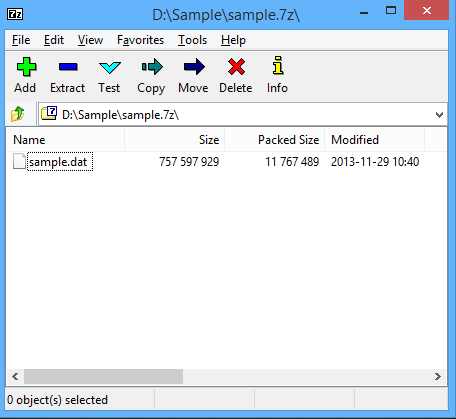 7z D:\Sample\sample.7z\
File Edit View Favorites Tools Help
Add Extract Test Copy Move Delete Info
D:\Sample\sample.7z\
Name Size Packed Size Modified
sample.dat 757 597 929 11 767 489 2013-11-29 10:40
0 object(s) selected